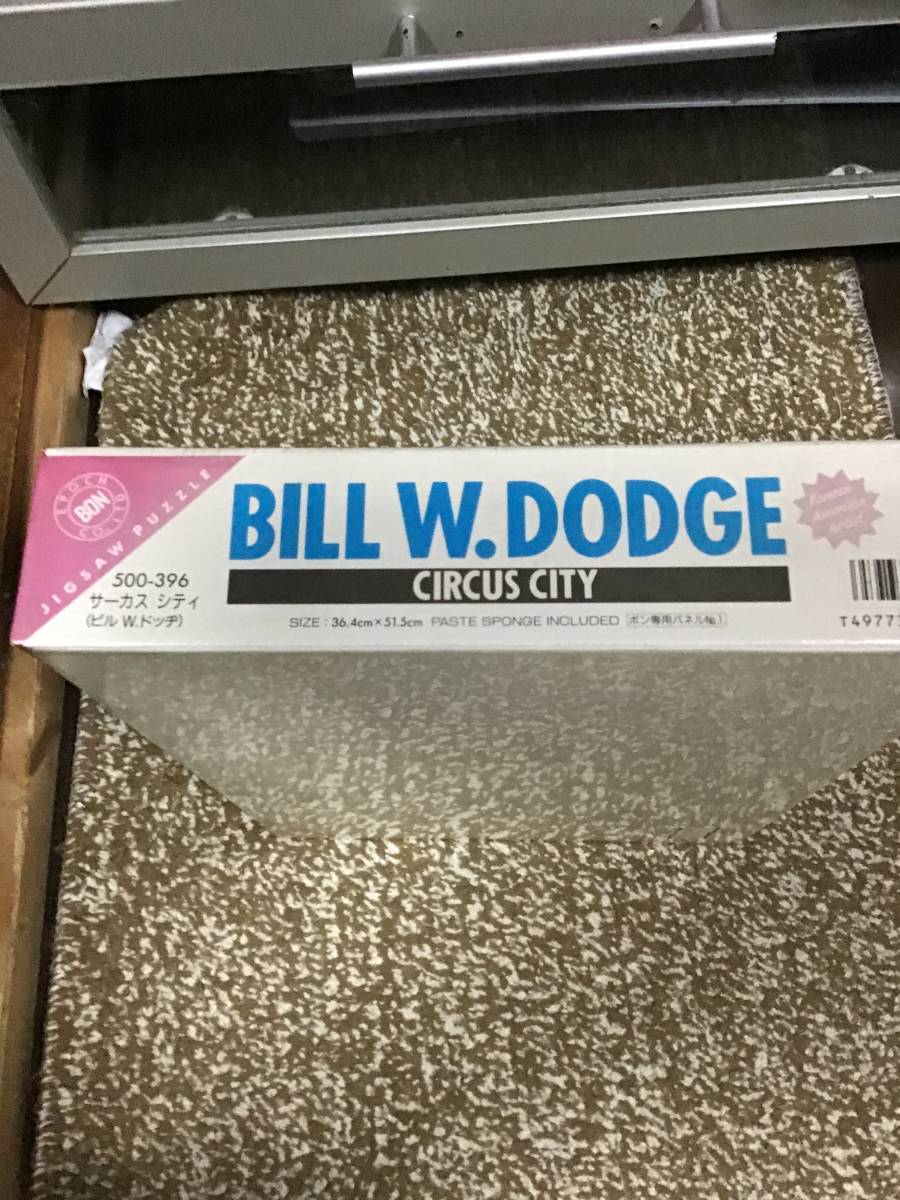 EPOCH
BON
CO. LTD
JIGSAW PUZZLE
BILL W. DODGE
CIRCUS CITY
500-396
サーカス シティ
(ビル W.ドッヂ)
SIZE : 36.4cm×51.5cm PASTE SPONGE INCLUDED ボン専用パネルNo.1